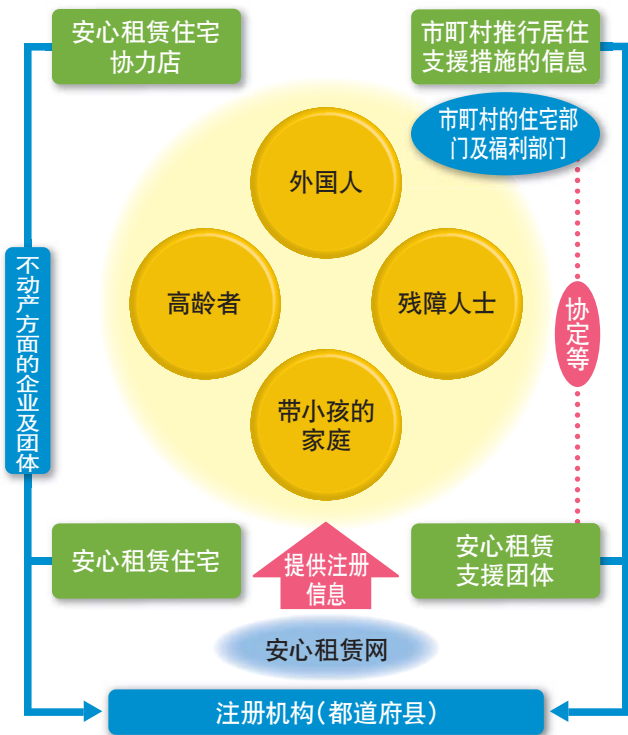 安心租赁住宅
协力店
市町村推行居住
支援措施的信息
市町村的住宅部
门及福利部门
外国人
高龄者
残障人士
带小孩的
家庭
不动产方面的企业及团体
协定等
安心租赁住宅
提供注册
信息
安心租赁
支援团体
安心租赁网
注册机构(都道府县)